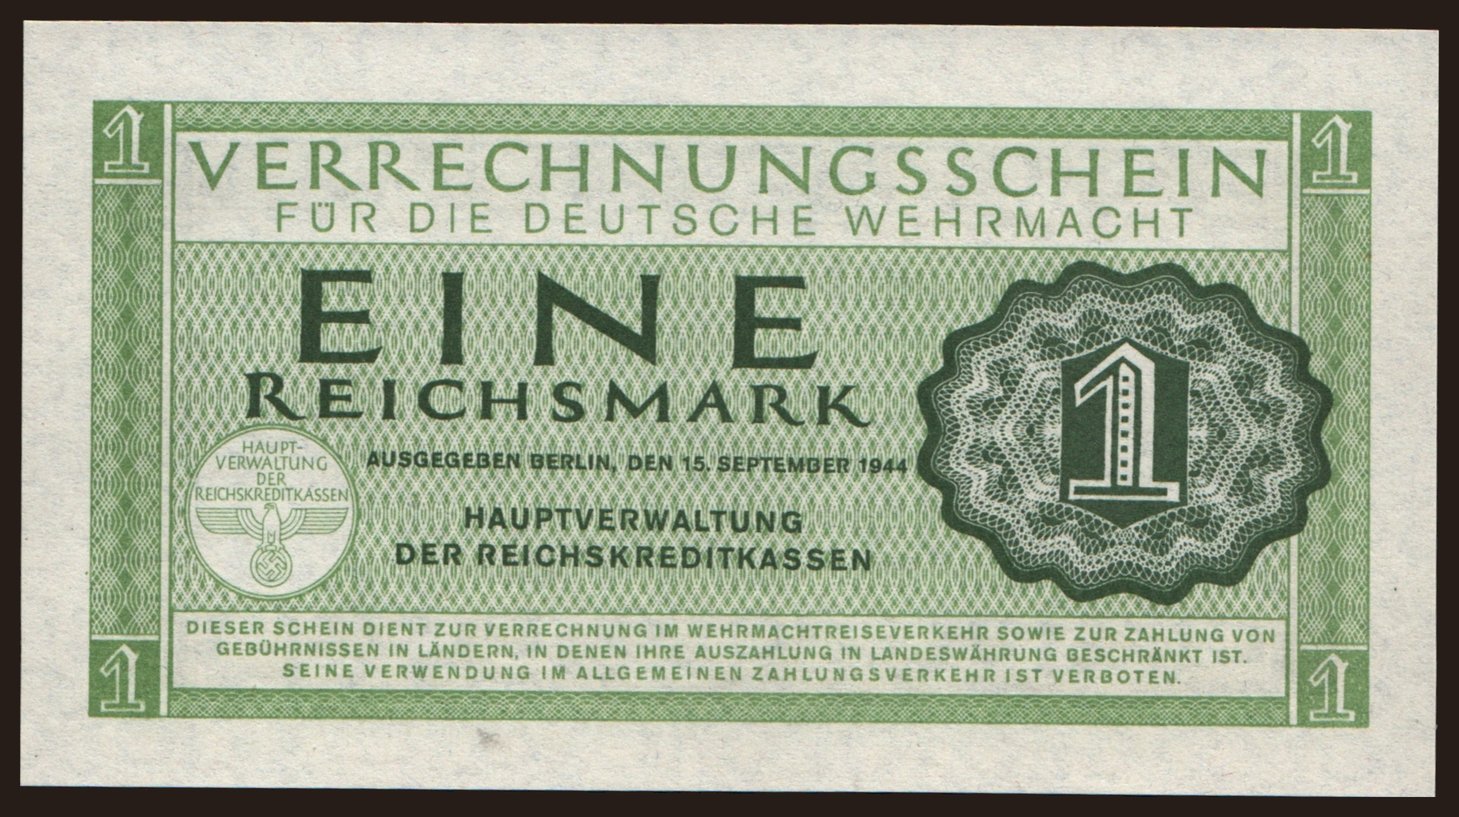 1
1
VERRECHNUNGSSCHEIN
FÜR DIE DEUTSCHE WEHRMACHT
EINE
REICHSMARK
1
HAUPT-
VERWALTUNG
DER
REICHSKREDITKASSEN
AUSGEGEBEN BERLIN, DEN 15. SEPTEMBER 1944
HAUPTVERWALTUNG
DER REICHSKREDITKASSEN
DIESER SCHEIN DIENT ZUR VERRECHNUNG IM WEHRMACHTREISEVERKEHR SOWIE ZUR ZAHLUNG VON
GEBÜHRNISSEN IN LÄNDERN, IN DENEN IHRE AUSZAHLUNG IN LANDESWÄHRUNG BESCHRÄNKT IST.
SEINE VERWENDUNG IM ALLGEMEINEN ZAHLUNGSVERKEHR IST VERBOTEN.
1
1